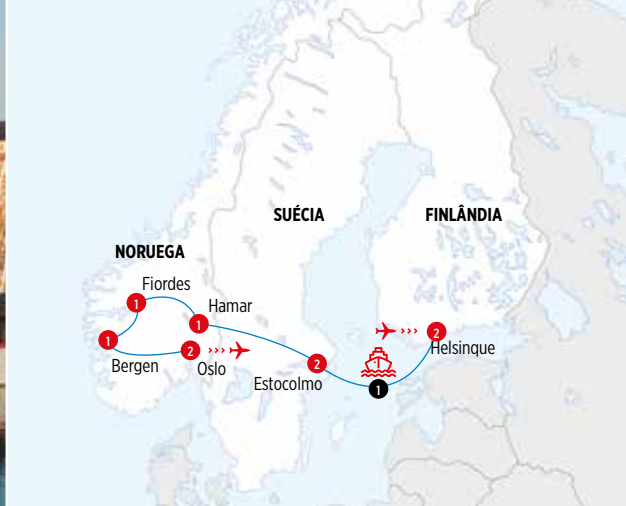 SUÉCIA
FINLÂNDIA
NORUEGA
Fiordes
1
Hamar
1
1
Bergen
2
Oslo
2
Estocolmo
1
2
Helsinque